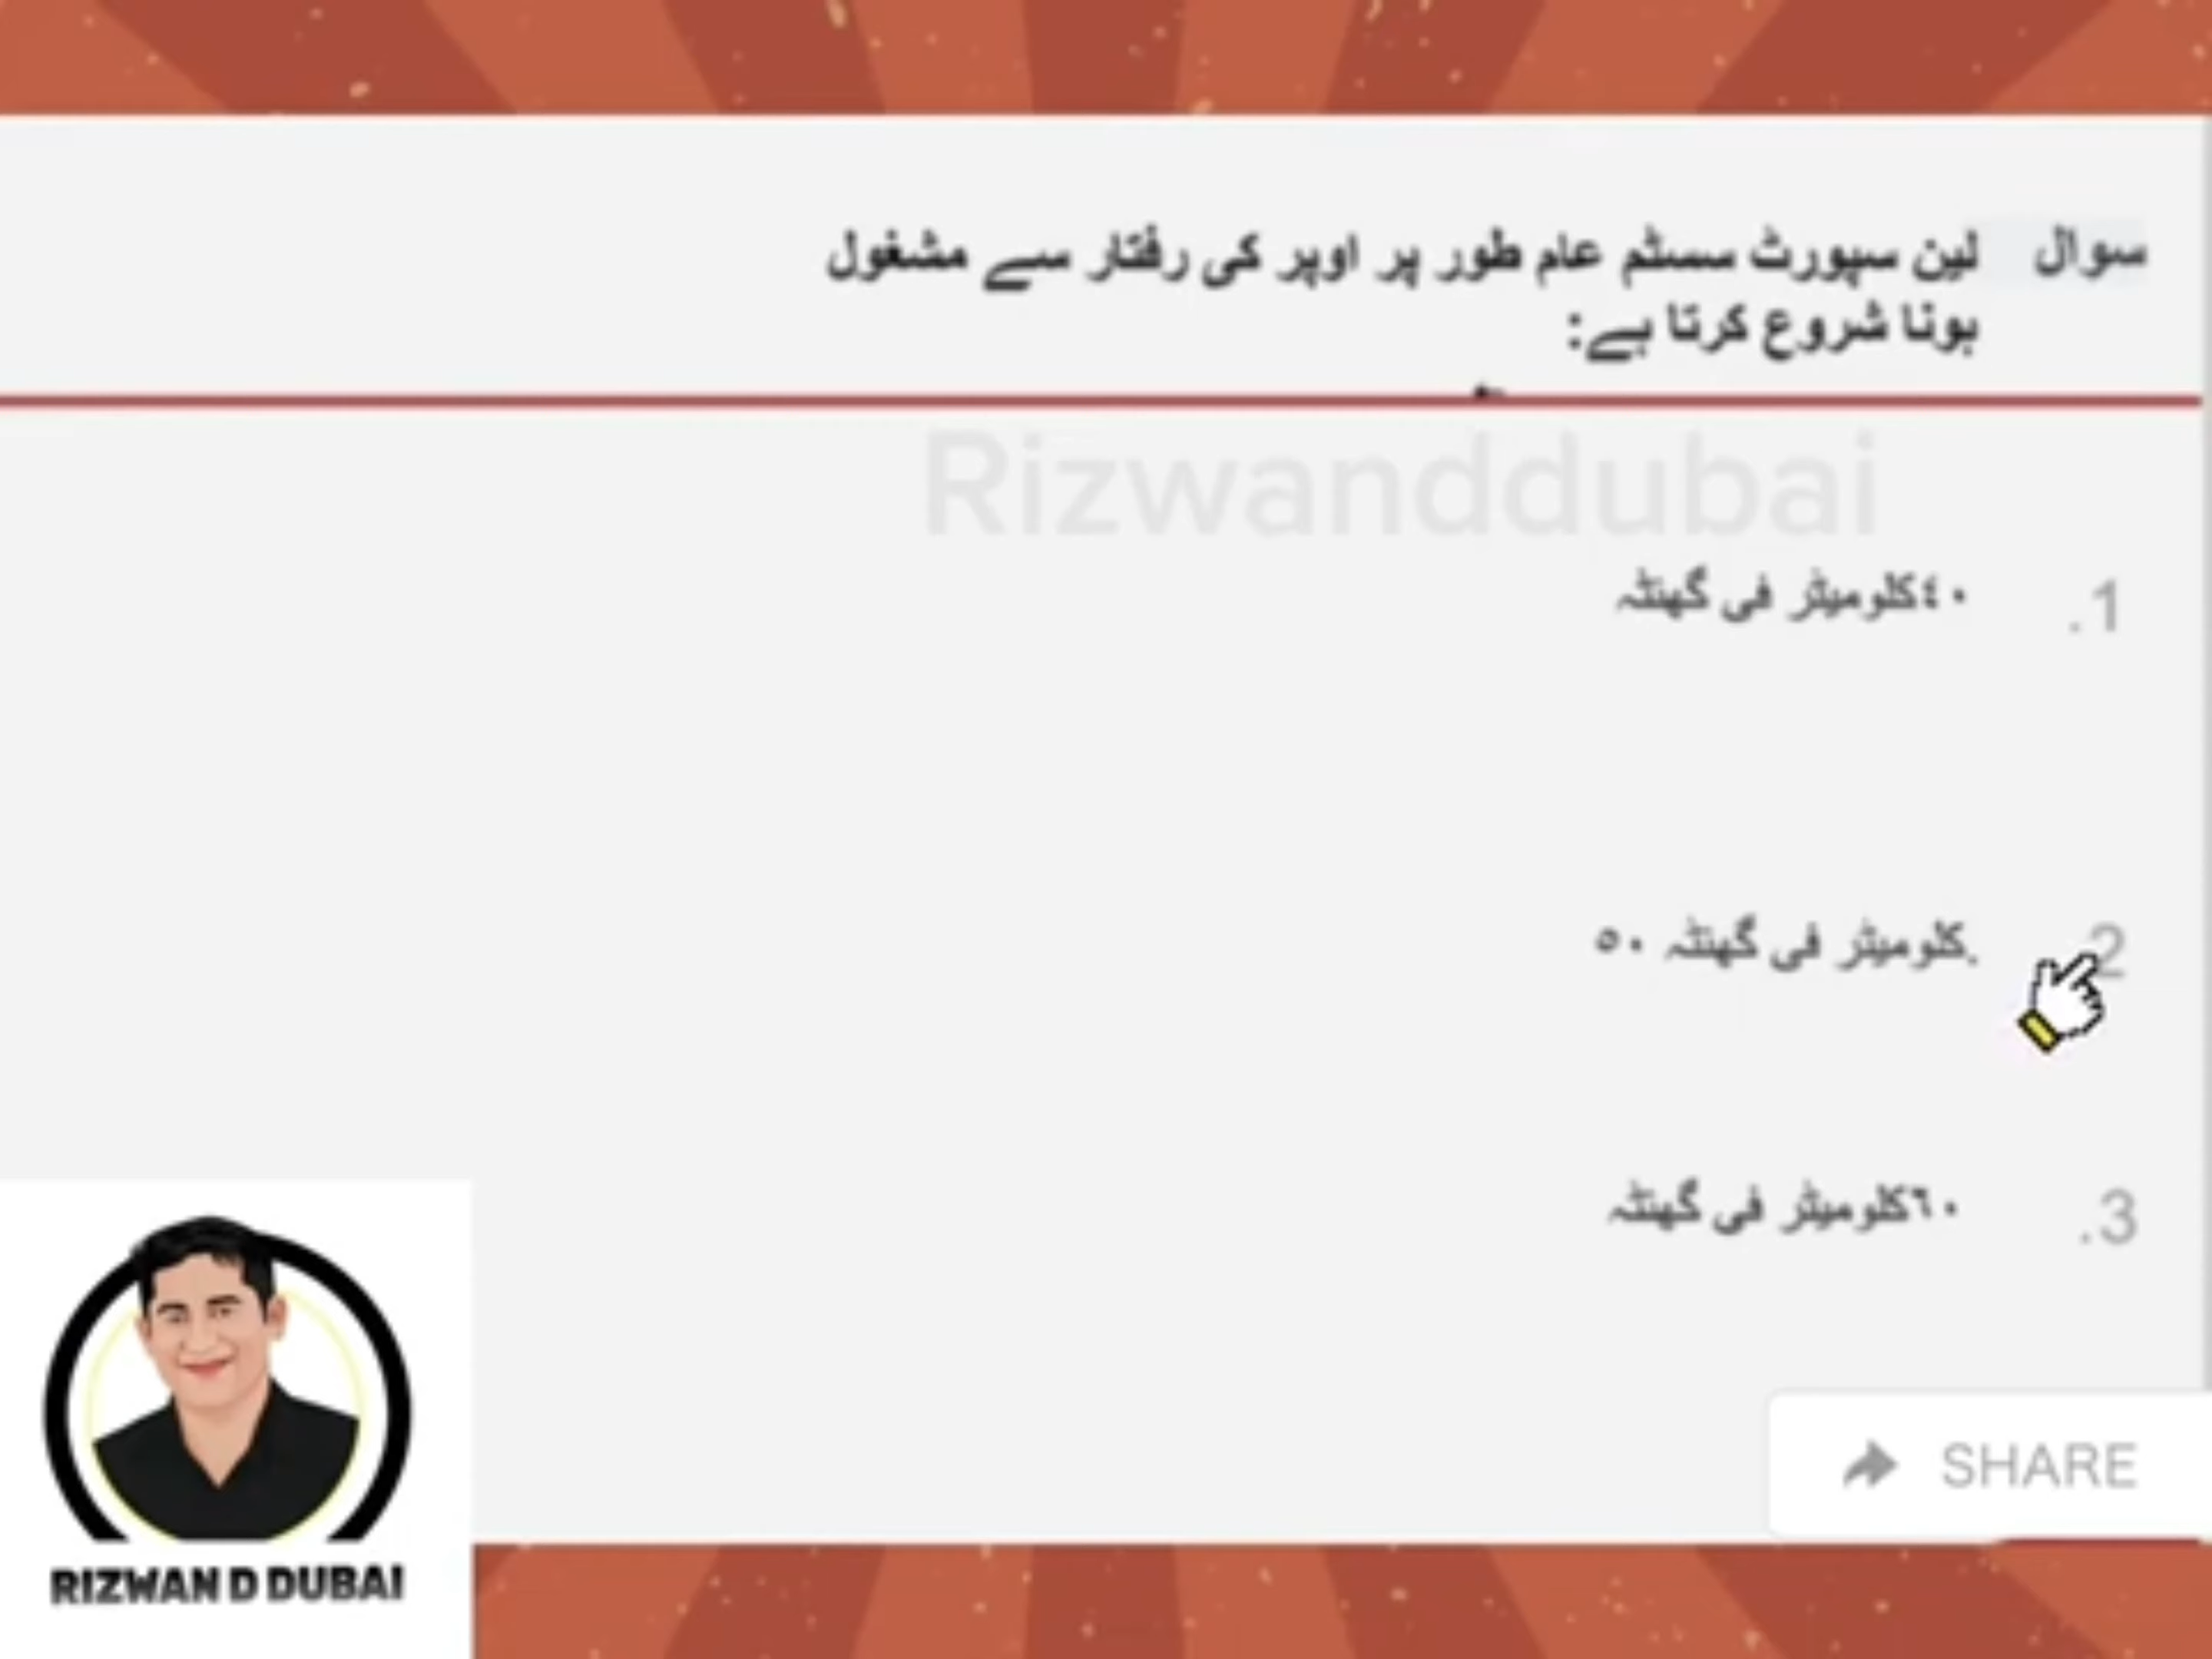 سوال لین سپورٹ سسٹم عام طور پر اوپر کی رفتار سے مشغول
ہونا شروع کرتا ہے:
Rizwanddubai
1. ٤٠کلومیٹر فی گھنٹہ
2 .کلومیٹر فی گھنٹہ ٥٠
3. ٦٠کلومیٹر فی گھنٹہ
SHARE
RIZWAN D DUBAI